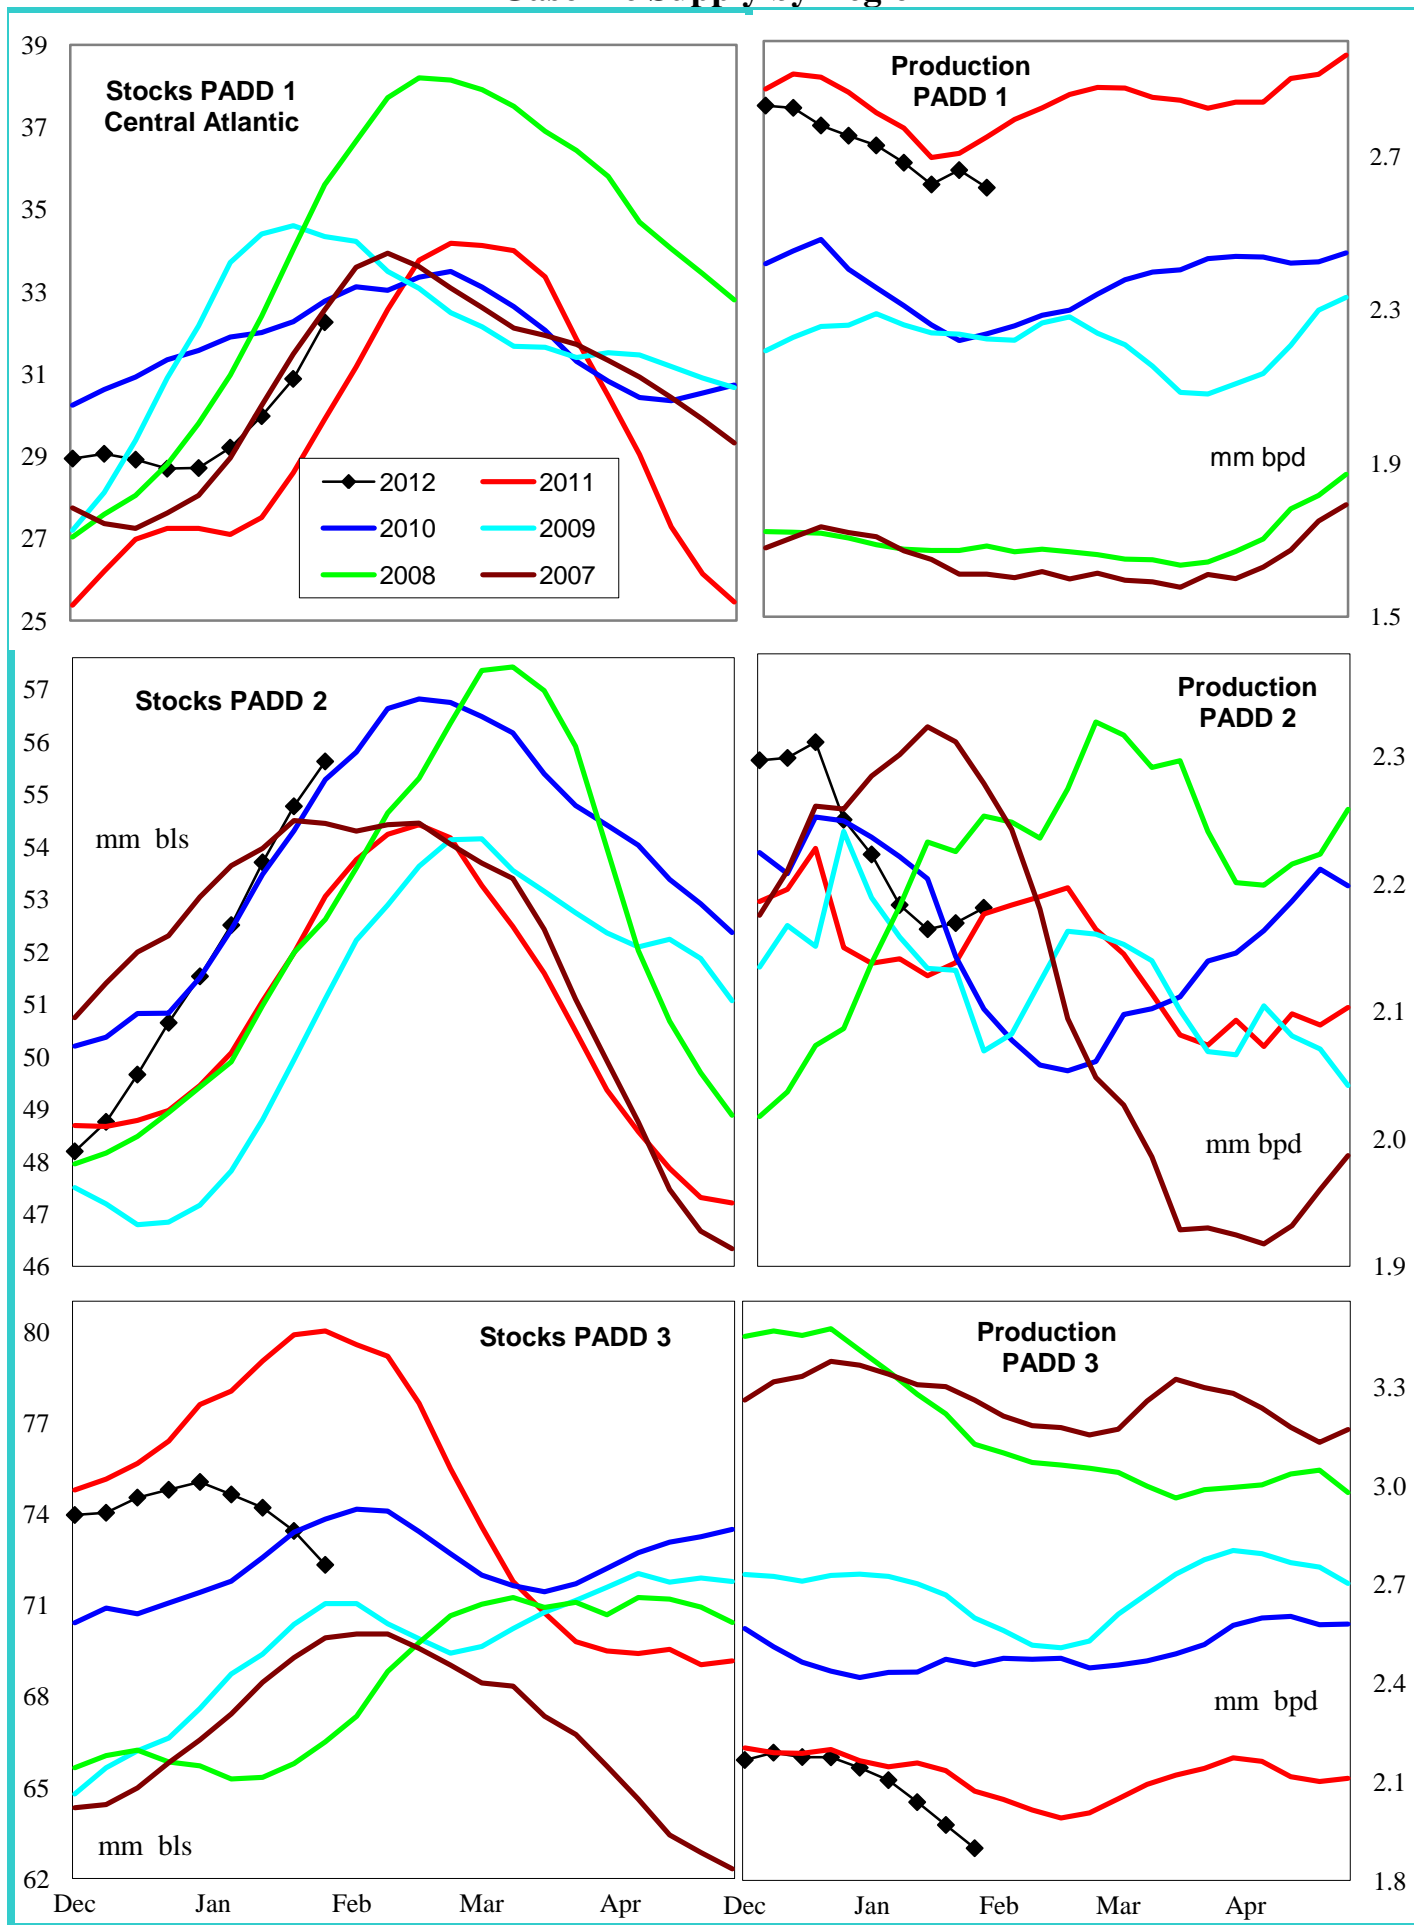 Stocks PADD 1
Central Atlantic
39
37
35
33
31
29
27
25
2012 2011
2010 2009
2008 2007
Production
PADD 1
mm bpd
2.7
2.3
1.9
1.5
Stocks PADD 2
mm bls
57
56
55
54
53
52
51
50
49
48
47
46
Production
PADD 2
mm bpd
2.3
2.2
2.1
2.0
1.9
Stocks PADD 3
80
77
74
71
68
65
62
mm bls
Dec Jan Feb Mar Apr
Production
PADD 3
3.3
3.0
2.7
2.4
2.1
1.8
mm bpd
Dec Jan Feb Mar Apr